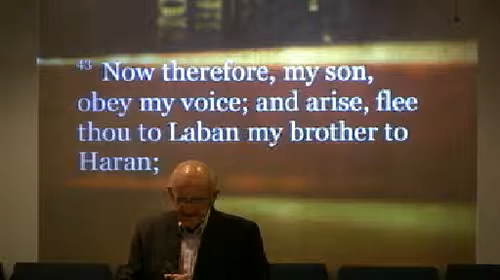 43 Now therefore, my son,
obey my voice; and arise, flee
thou to Laban my brother to
Haran;